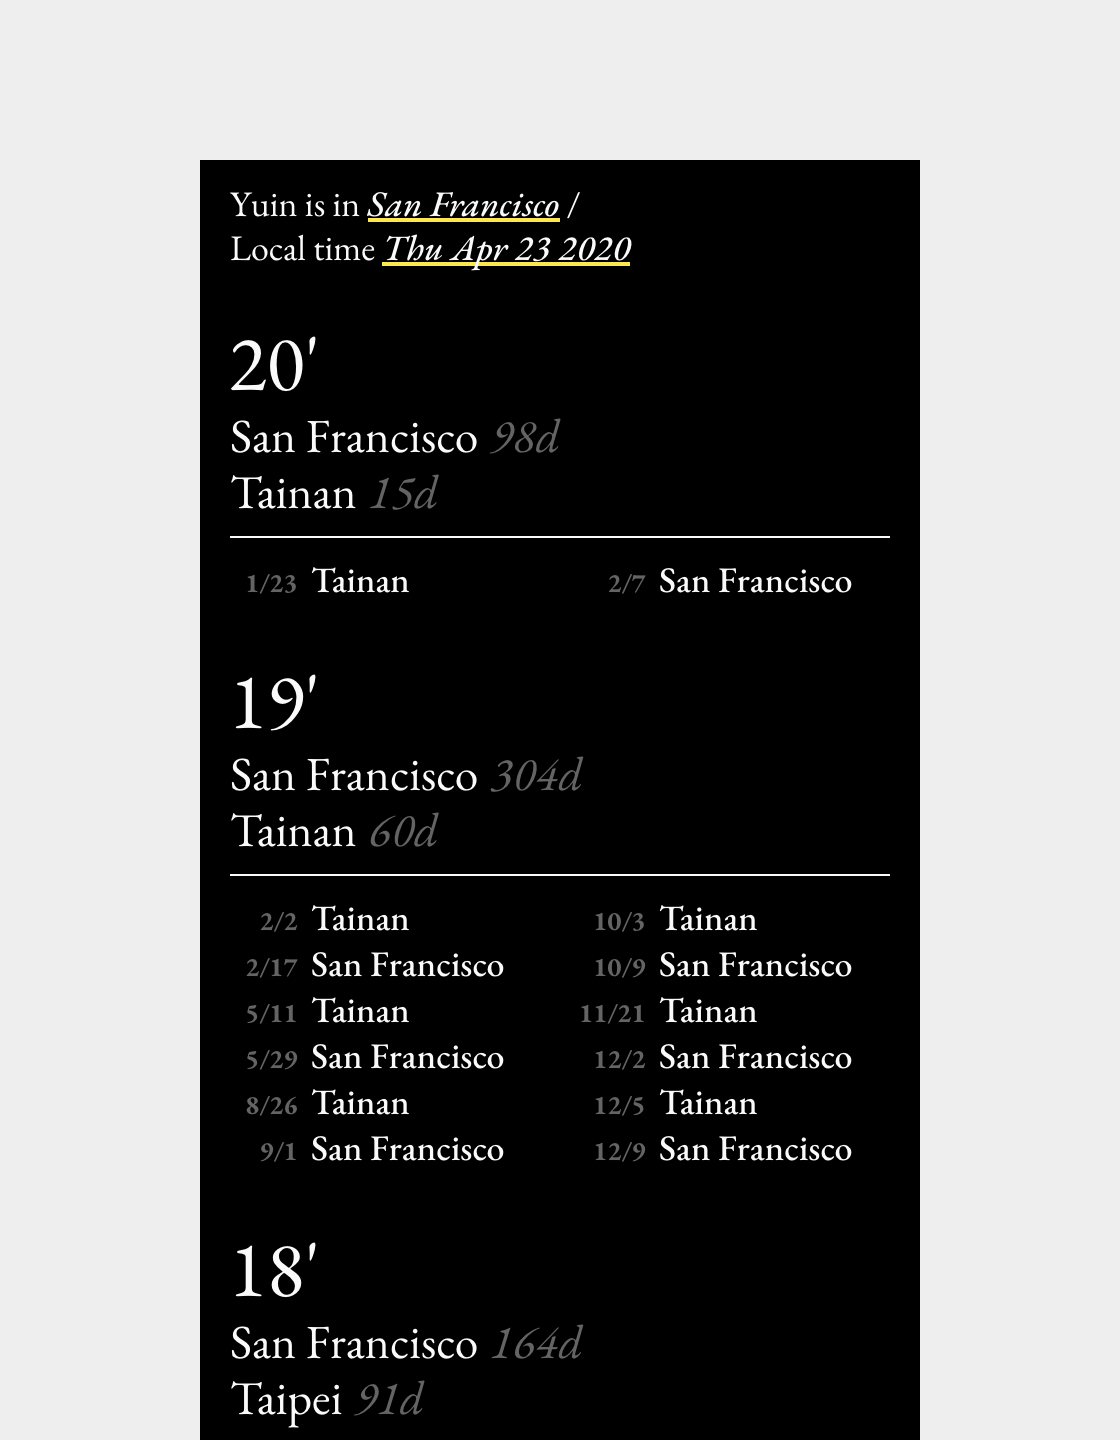 Yuin is in San Francisco /
Local time Thu Apr 23 2020
20'
San Francisco 98d
Tainan 15d
1/23 Tainan
2/7 San Francisco
19'
San Francisco 304d
Tainan 60d
2/2 Tainan
2/17 San Francisco
5/11 Tainan
5/29 San Francisco
8/26 Tainan
9/1 San Francisco
10/3 Tainan
10/9 San Francisco
11/21 Tainan
12/2 San Francisco
12/5 Tainan
12/9 San Francisco
18'
San Francisco 164d
Taipei 91d